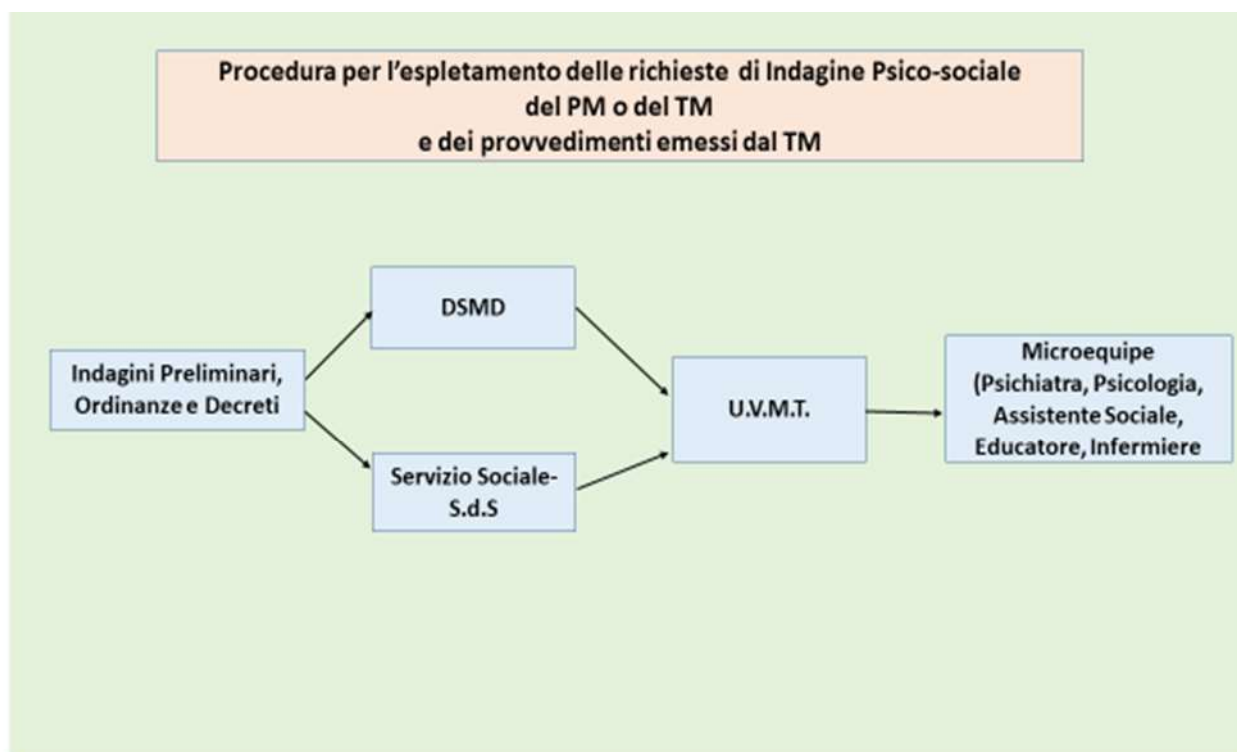 Procedura per l'espletamento delle richieste di Indagine Psico-sociale
del PM o del TM
e dei provvedimenti emessi dal TM
Indagini Preliminari,
Ordinanze e Decreti
DSMD
Servizio Sociale-
S.d.S
U.V.M.T.
Microequipe
(Psichiatra, Psicologia,
Assistente Sociale,
Educatore, Infermiere